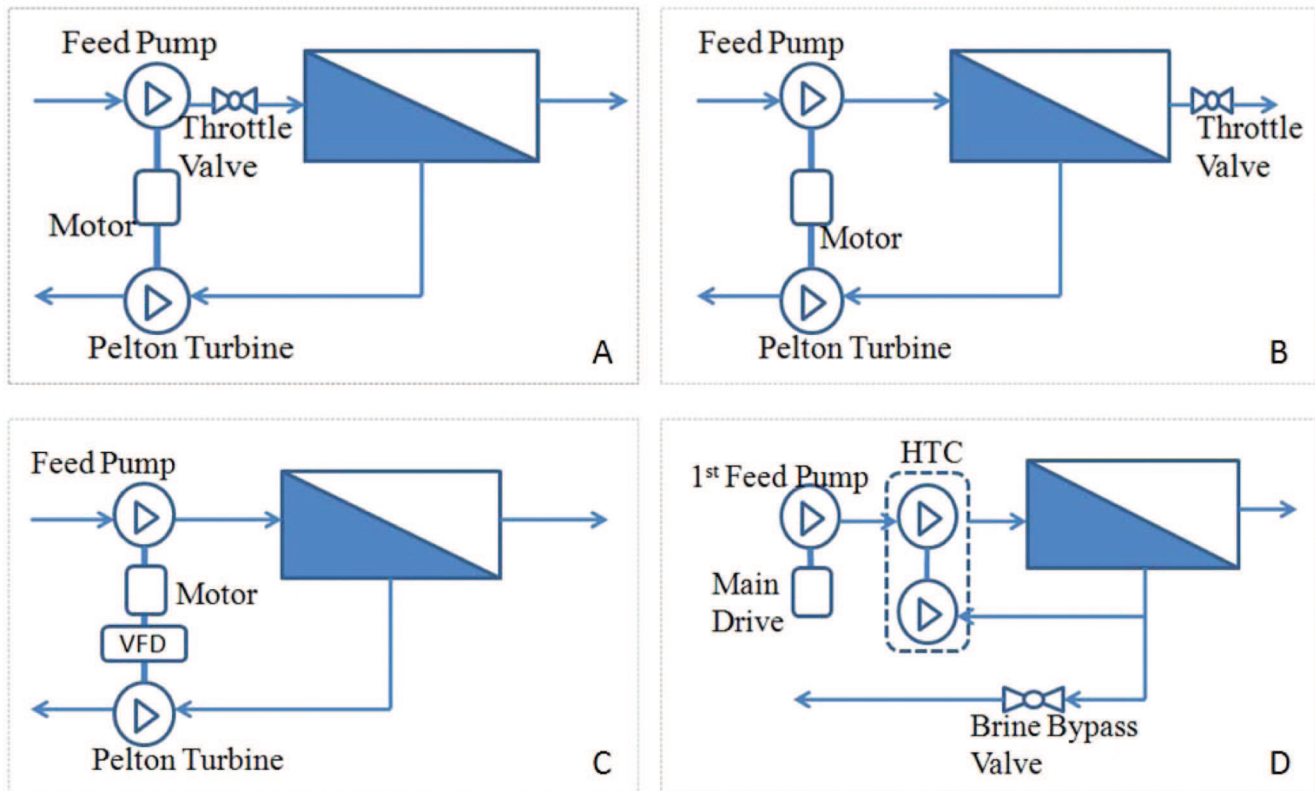 Feed Pump
Throttle
Valve
Motor
Pelton Turbine
A
Feed Pump
Throttle
Valve
Motor
Pelton Turbine
B
Feed Pump
Motor
VFD
Pelton Turbine
C
HTC
1st Feed Pump
Main
Drive
Brine Bypass
Valve
D